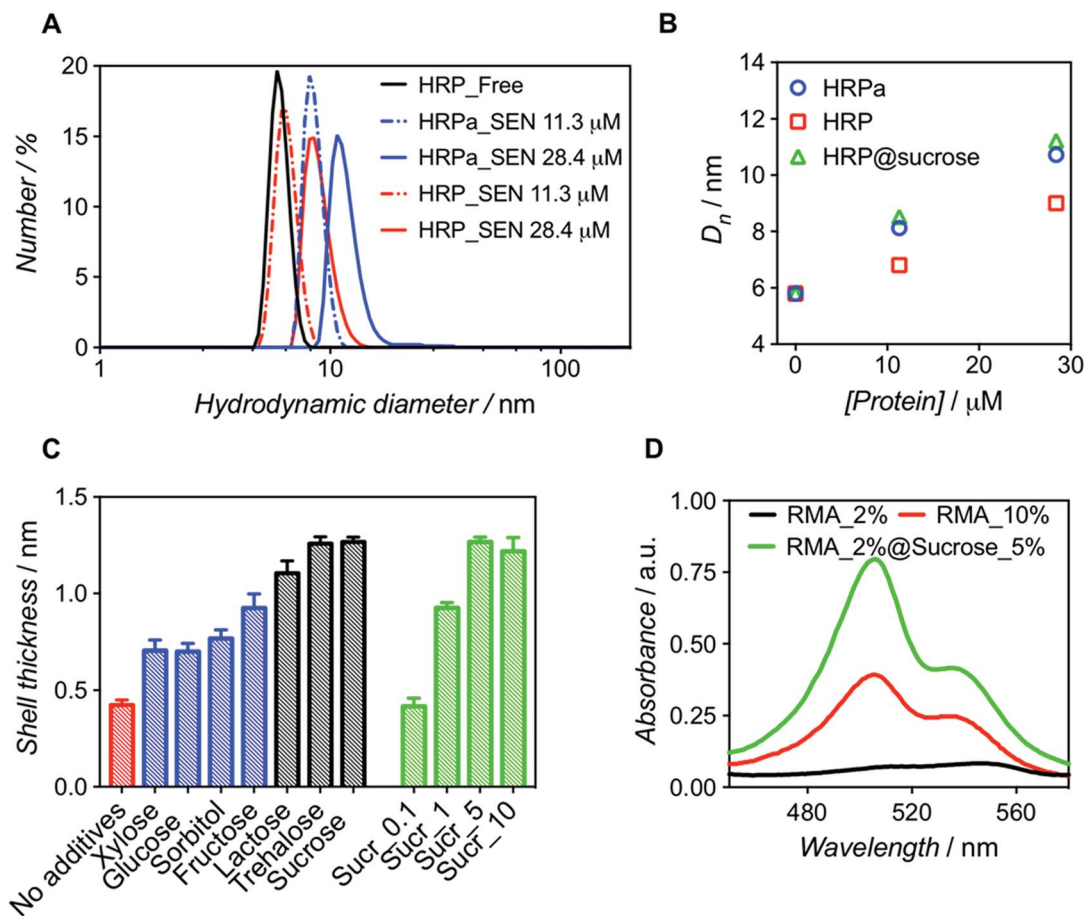 A
Number / %
20
15
10
5
0
HRP_Free
HRPa_SEN 11.3 μM
HRPa_SEN 28.4 μM
HRP_SEN 11.3 μM
HRP_SEN 28.4 μM
1 10 100
Hydrodynamic diameter / nm
B
Dn / nm
14
12
10
8
6
4
HRPa
HRP
HRP@sucrose
0 10 20 30
[Protein] / μM
C
Shell thickness / nm
1.5
1.0
0.5
0.0
No additives
Xylose
Glucose
Sorbitol
Fructose
Lactose
Trehalose
Sucrose
Sucr_0.1
Sucr_1
Sucr_5
Sucr_10
D
Absorbance / a.u.
1.00
0.75
0.50
0.25
0.00
RMA_2% RMA_10%
RMA_2%@Sucrose_5%
480 520 560
Wavelength / nm